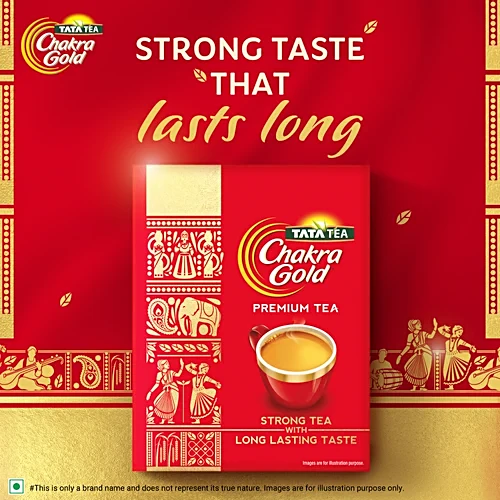 TATA TEA
Chakra
Gold
STRONG TASTE
THAT
lasts long
TATA TEA
Chakra
Gold
PREMIUM TEA
STRONG TEA
WITH
LONG LASTING TASTE
Images are for illustration purpose.
#This is only a brand name and does not represent its true nature. Images are for illustration purpose only.